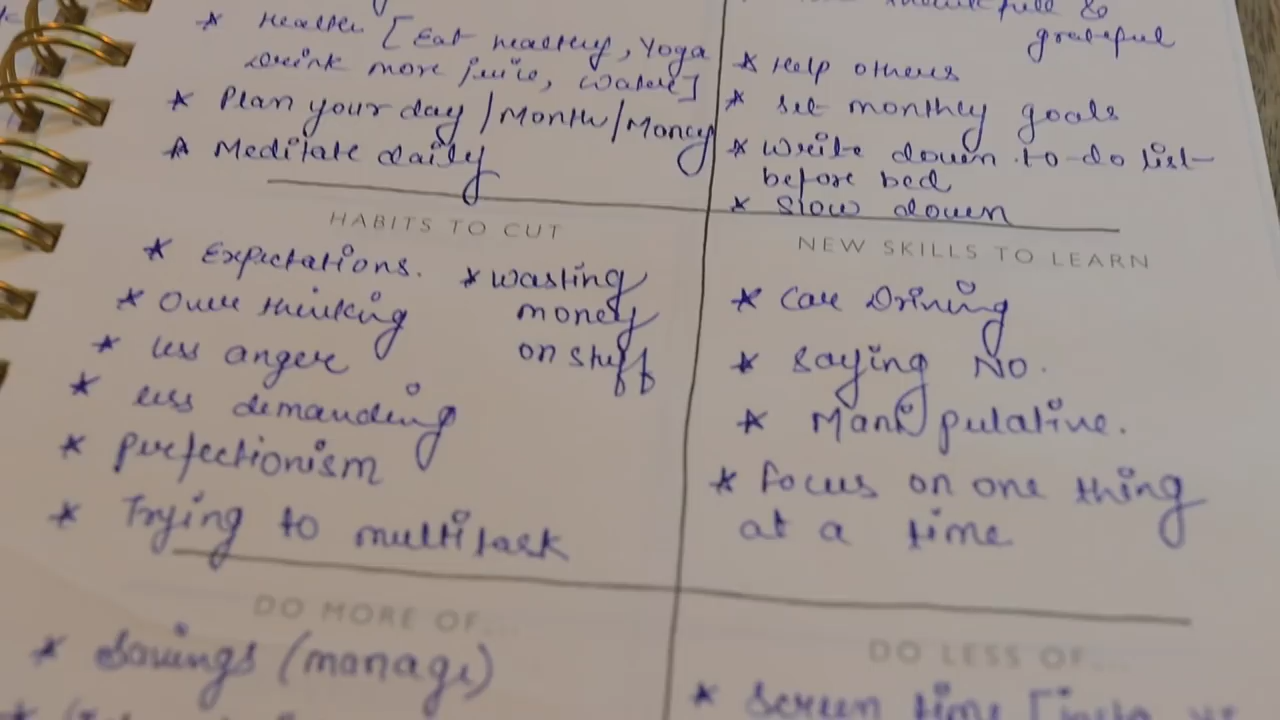 * Health [Eat healthy, Yoga
Drink more juice, water]
* Plan your day / Month / Money
* Meditate daily
full &
grateful
* Help others
* set monthly goals
* write down to-do list
before bed
* Slow down
HABITS TO CUT
* Expectations.
* Over thinking
* less anger
* less demanding
* perfectionism
* Trying to multitask
* wasting
money
on stuff
NEW SKILLS TO LEARN
* Car Drining
* Saying No.
* Manipulative.
* Focus on one thing
at a time
DO MORE OF...
* Savings (manage)
DO LESS OF...
* Screen time [insta